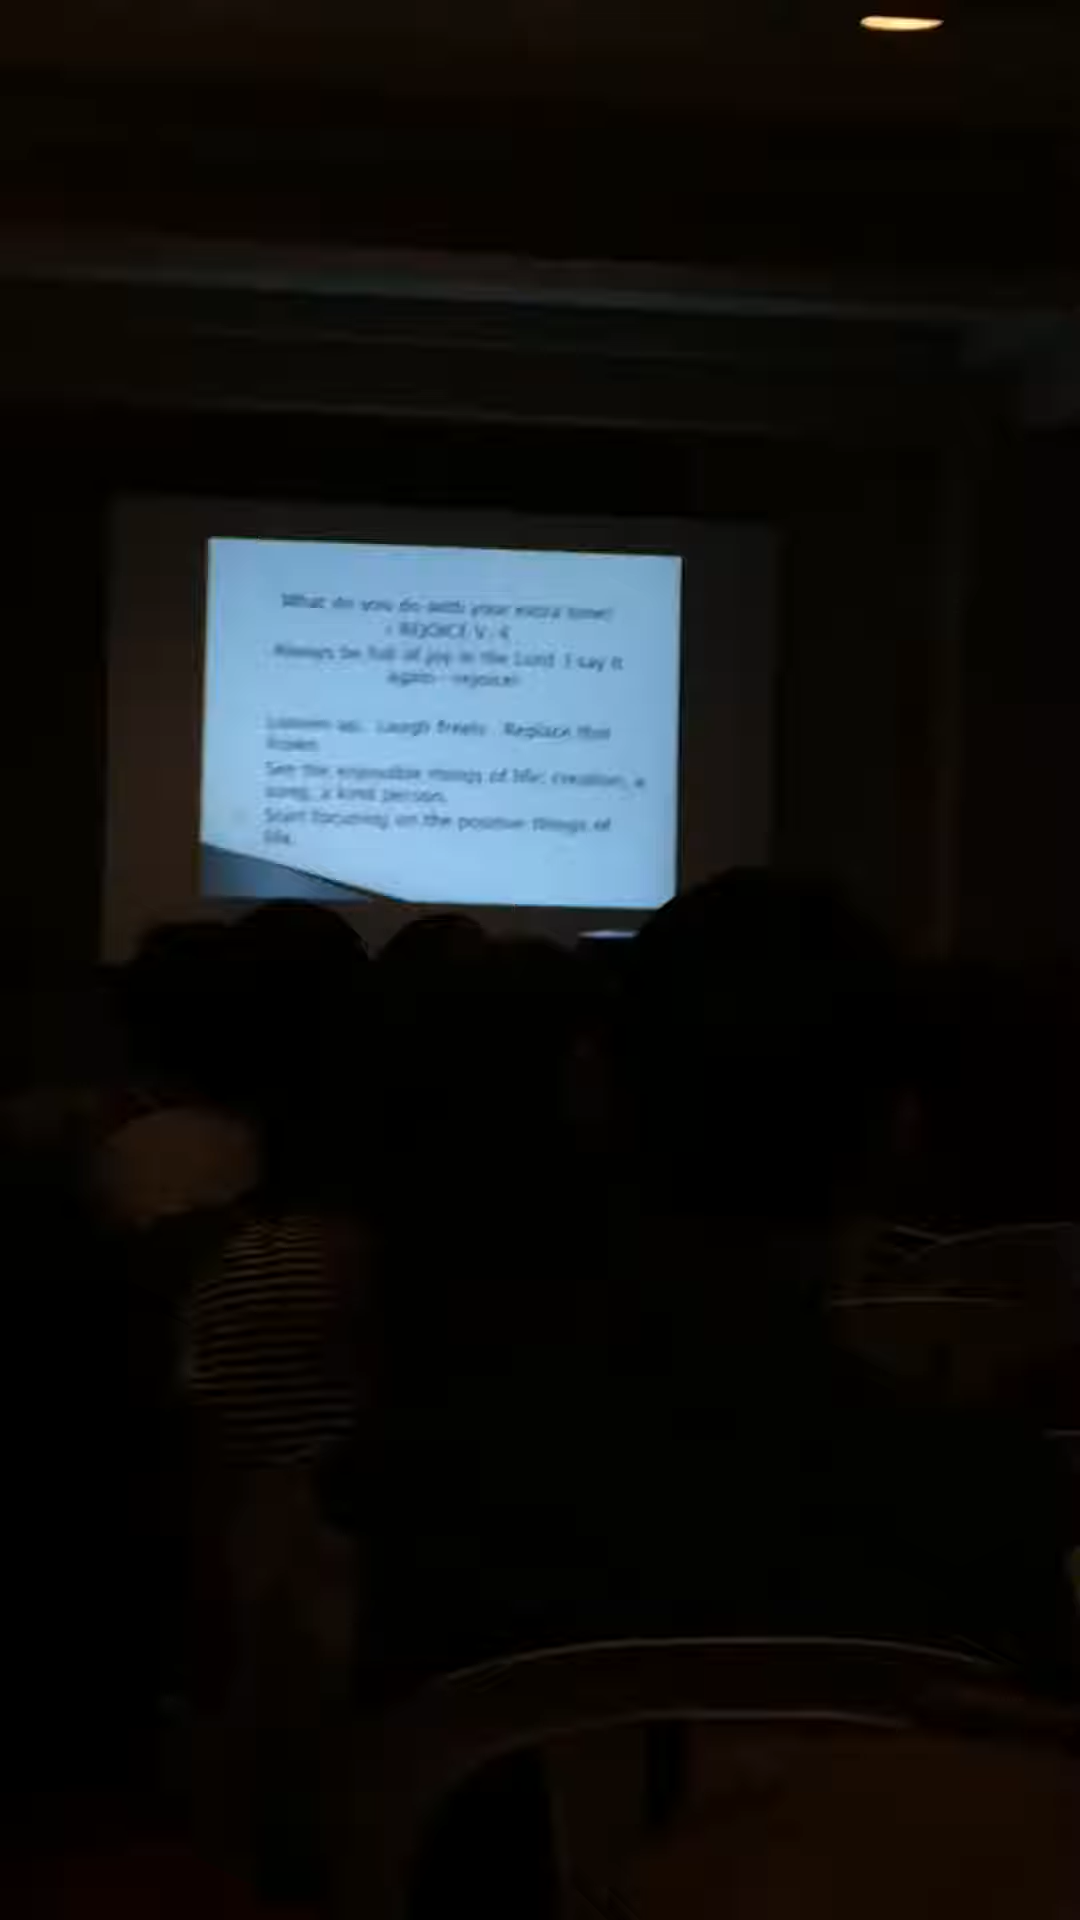 What do you do with your extra time?
REJOICE V. 4
Always be full of joy in the Lord. I say it
again - rejoice!
Loosen up. Laugh freely. Replace that
frown.
See the enjoyable things of life: creation, a
song, a kind person.
Start focusing on the positive things of
life.